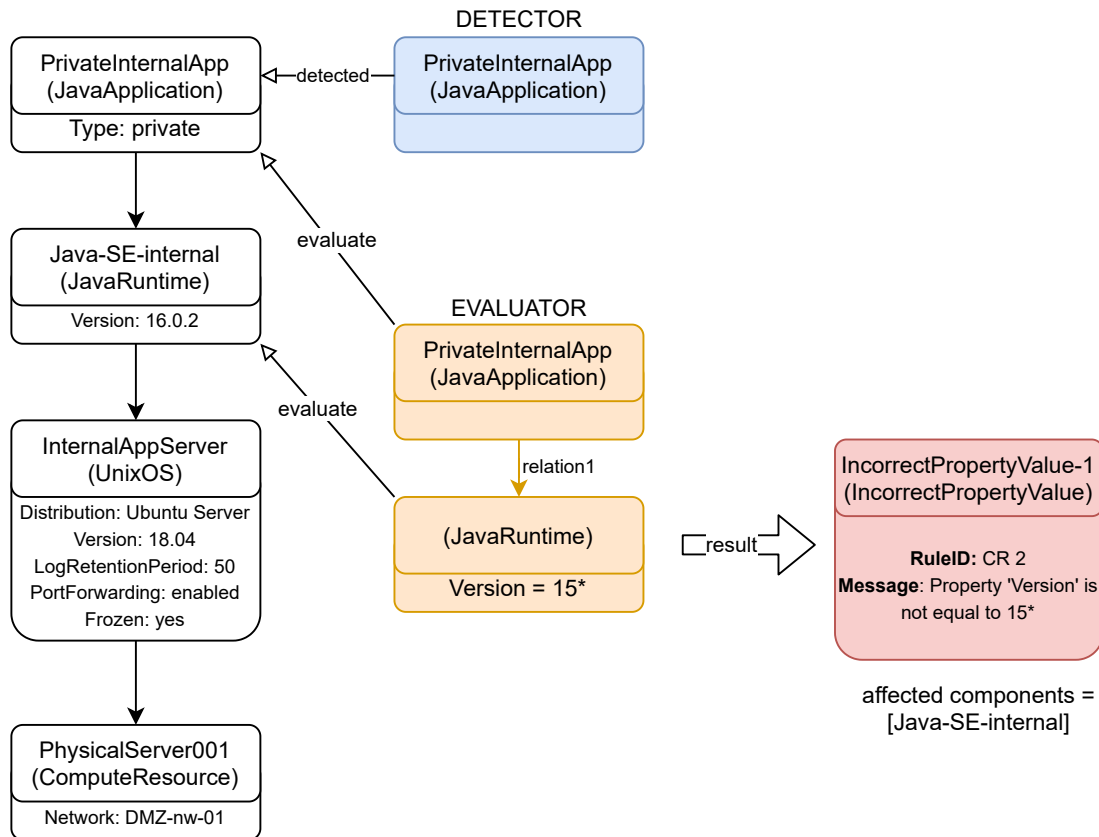 DETECTOR
PrivateInternalApp
(JavaApplication)
Type: private
detected
PrivateInternalApp
(JavaApplication)
evaluate
Java-SE-internal
(JavaRuntime)
Version: 16.0.2
EVALUATOR
PrivateInternalApp
(JavaApplication)
evaluate
relation1
InternalAppServer
(UnixOS)
Distribution: Ubuntu Server
Version: 18.04
LogRetentionPeriod: 50
PortForwarding: enabled
Frozen: yes
(JavaRuntime)
Version = 15*
result
IncorrectPropertyValue-1
(IncorrectPropertyValue)
RuleID: CR 2
Message: Property 'Version' is
not equal to 15*
affected components =
[Java-SE-internal]
PhysicalServer001
(ComputeResource)
Network: DMZ-nw-01